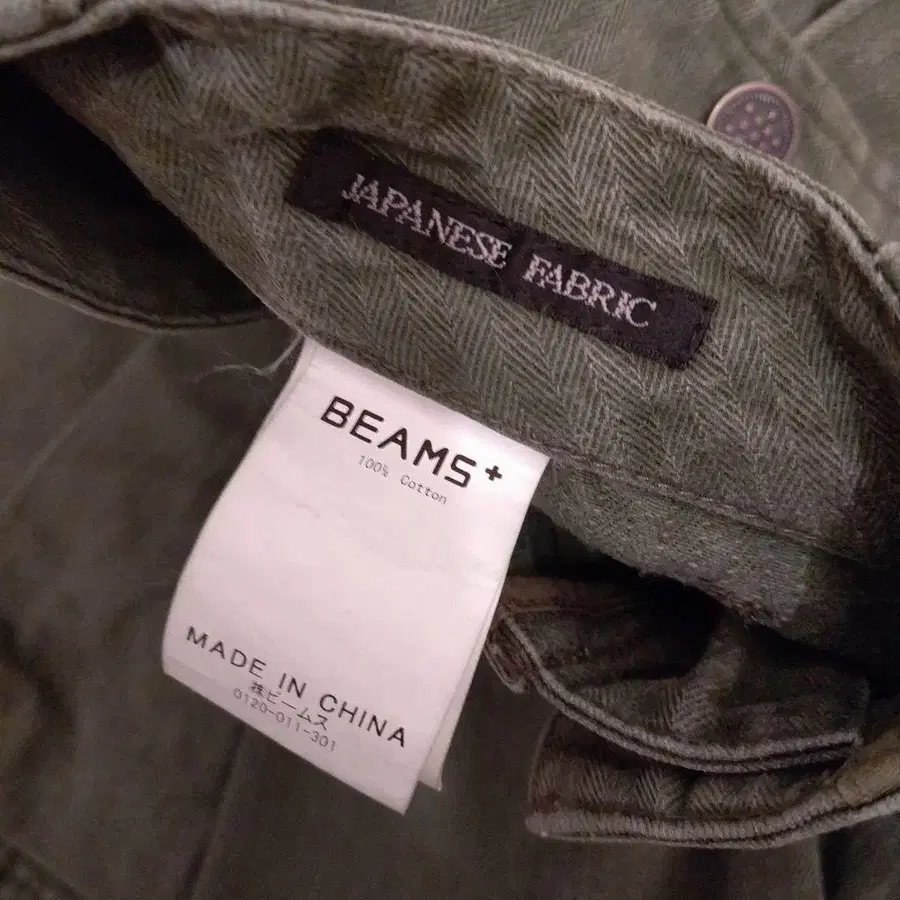 JAPANESE FABRIC
BEAMS+
100% Cotton
MADE IN CHINA
㈱ビームス
0120-011-301